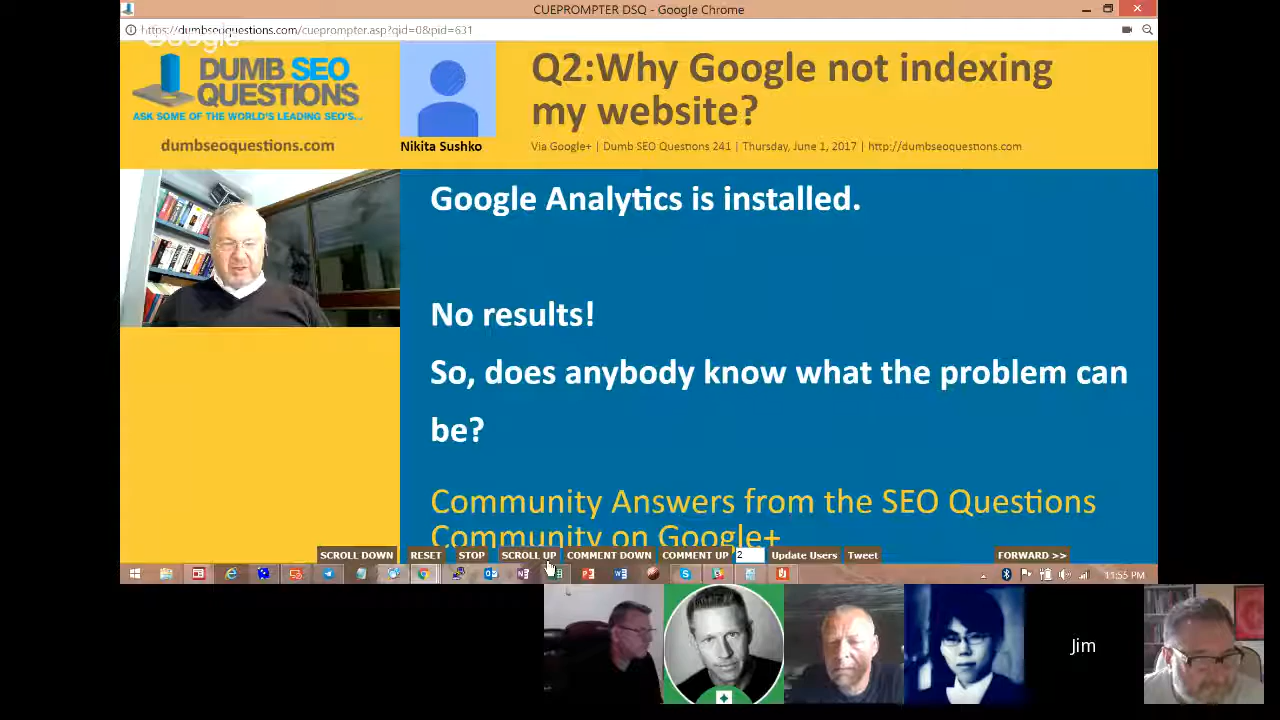 CUEPROMPTER DSQ - Google Chrome
https://dumbseoquestions.com/cueprompter.asp?qid=0&pid=631
Google
DUMB SEO
QUESTIONS
ASK SOME OF THE WORLD'S LEADING SEO'S...
dumbseoquestions.com
Nikita Sushko
Q2:Why Google not indexing
my website?
Via Google+ | Dumb SEO Questions 241 | Thursday, June 1, 2017 | http://dumbseoquestions.com
Google Analytics is installed.
No results!
So, does anybody know what the problem can
be?
Community Answers from the SEO Questions
Community on Google+
SCROLL DOWN RESET STOP SCROLL UP COMMENT DOWN COMMENT UP 2 Update Users Tweet FORWARD >>
11:55 PM
Jim